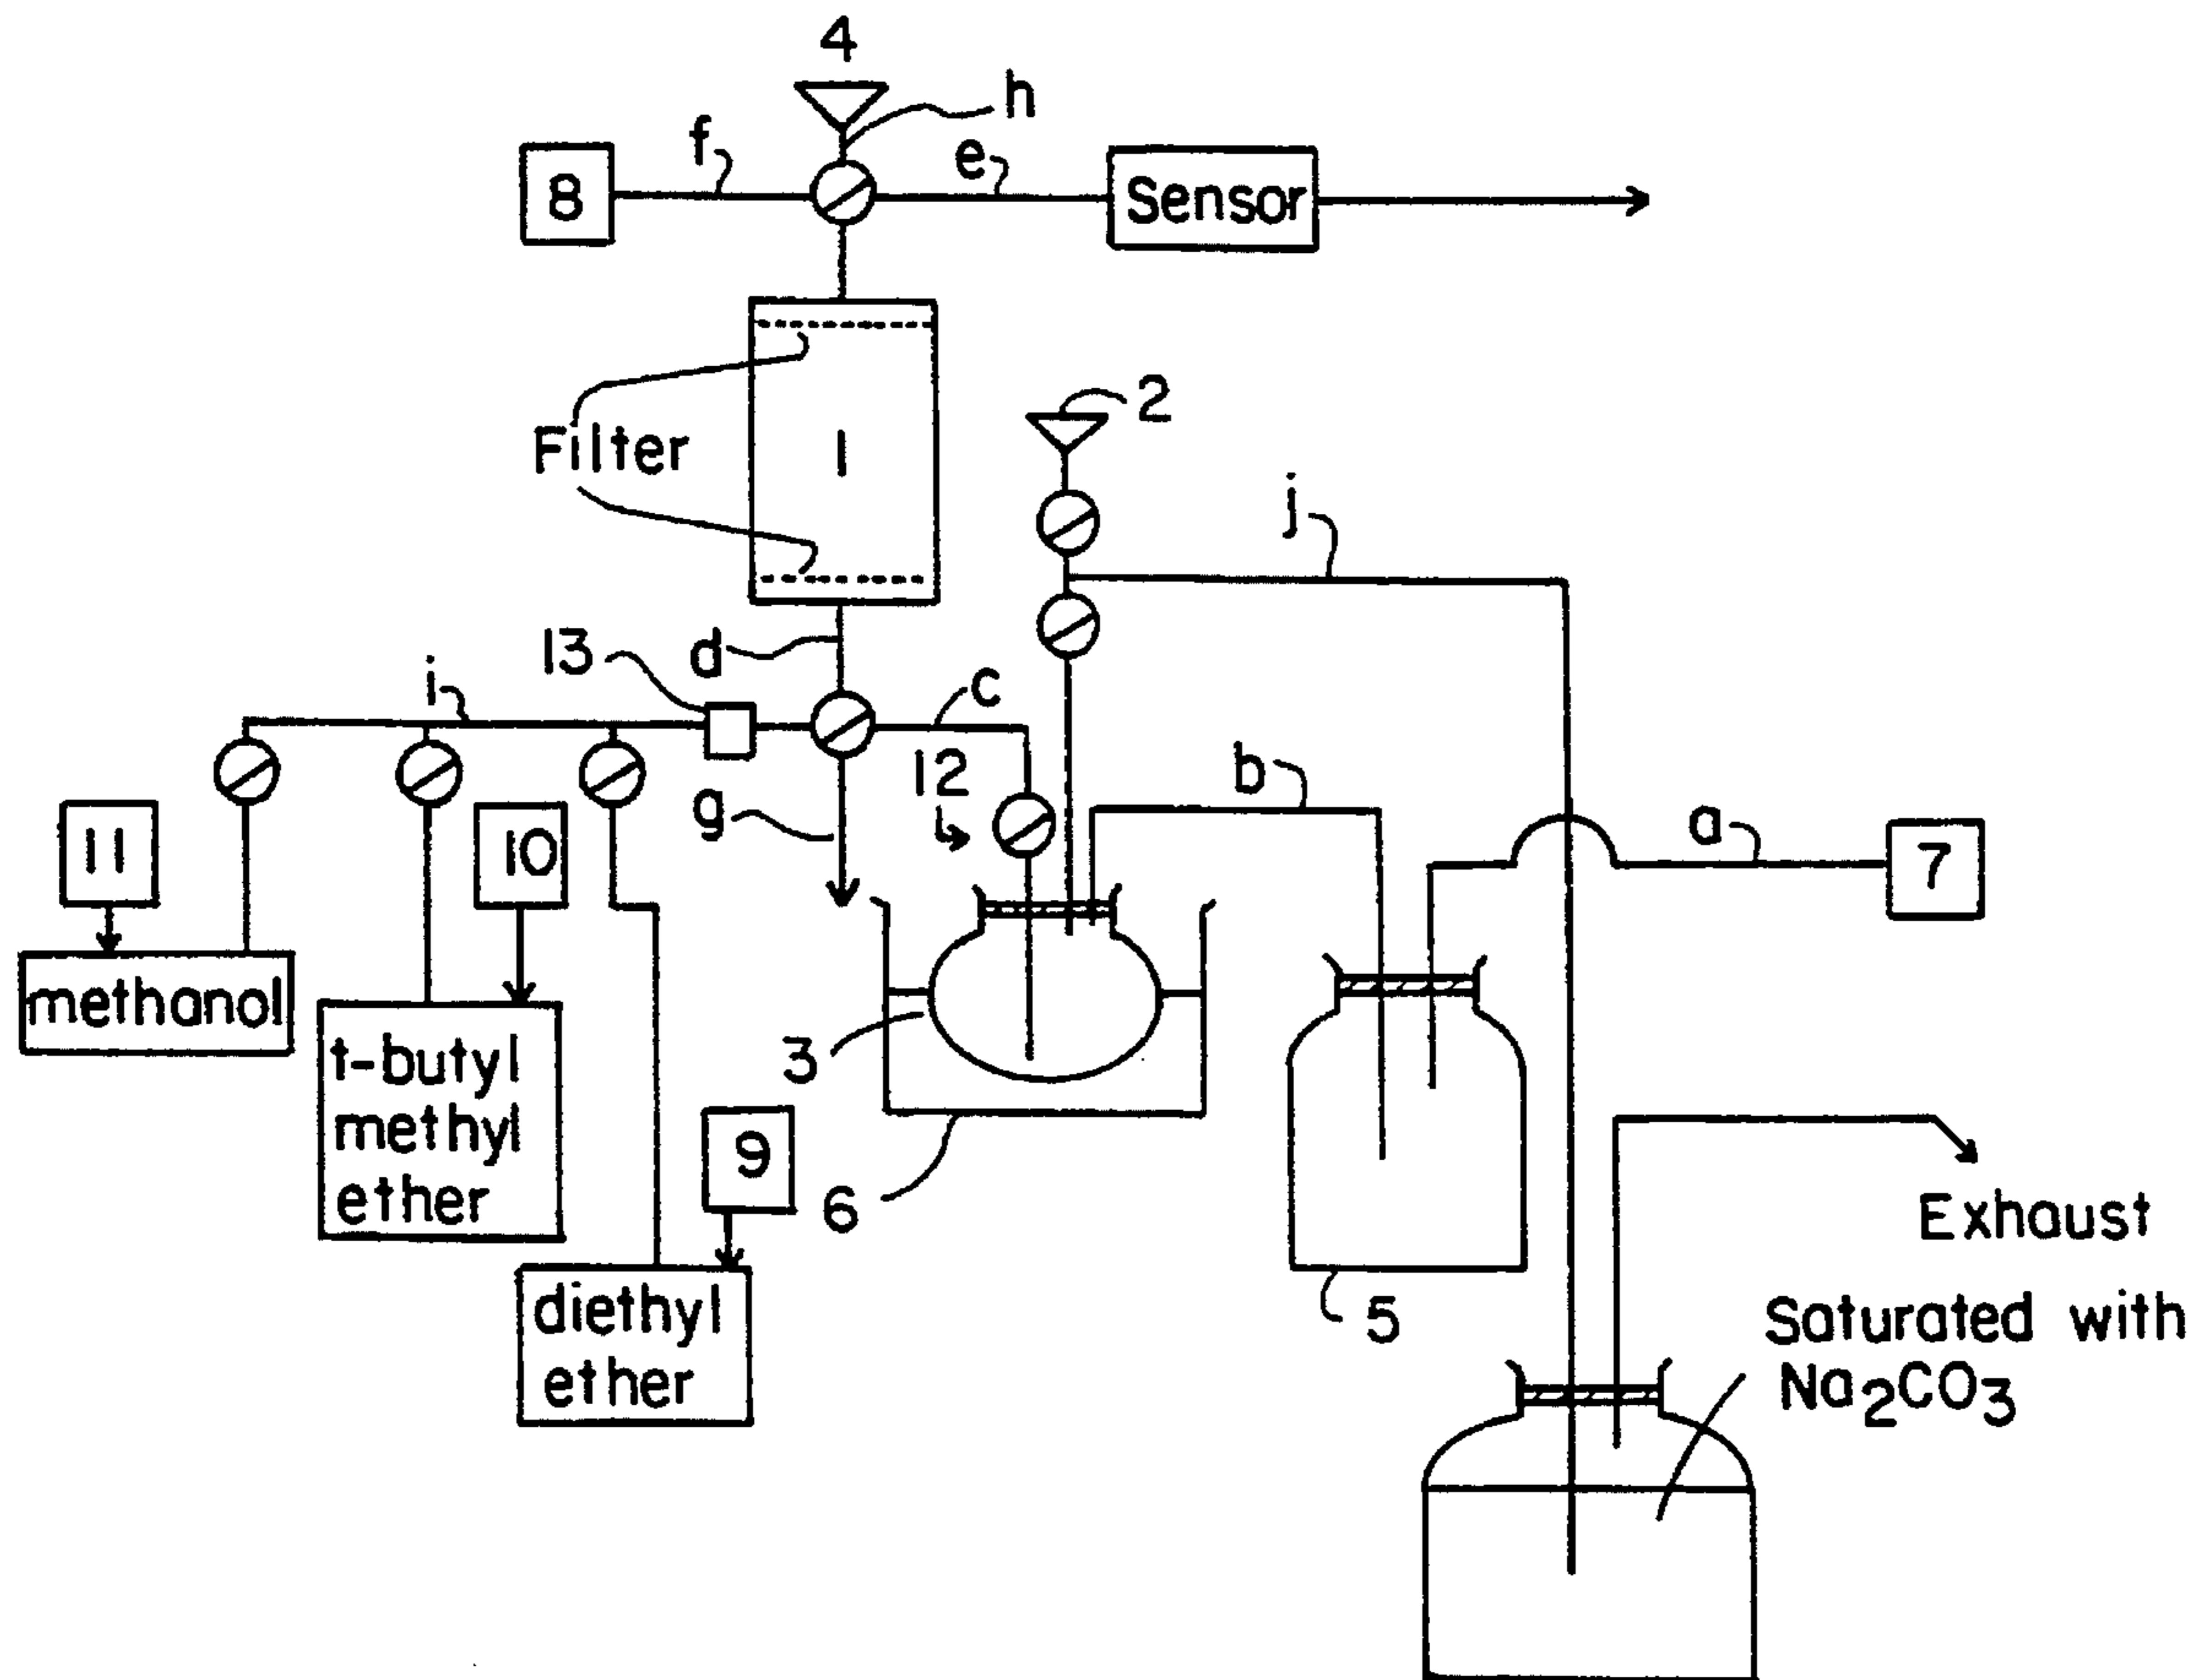 4
h
f
e
8
Sensor
Filter
1
2
j
13
d
i
c
12
b
g
a
11
10
7
methanol
t-butyl
methyl
ether
3
9
6
Exhaust
diethyl
ether
5
Saturated with
Na2CO3